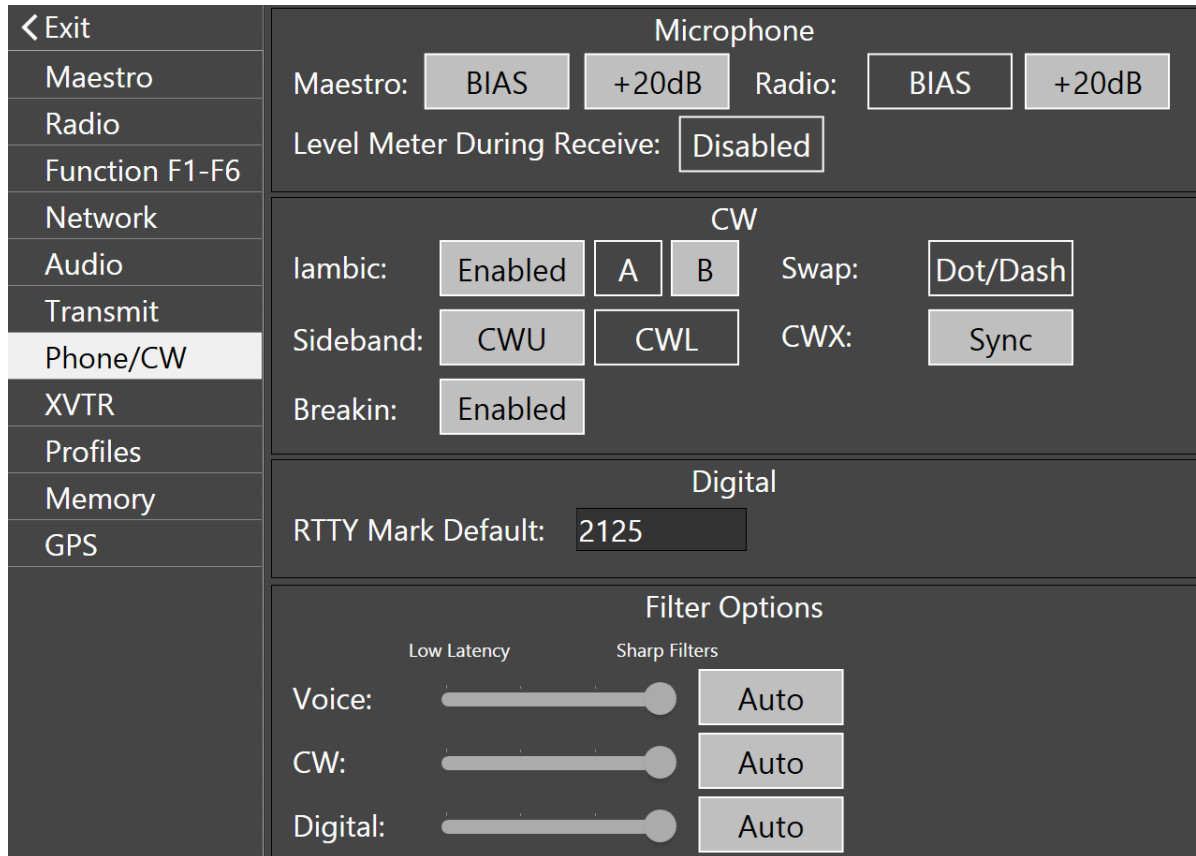 Exit
Maestro
Radio
Function F1-F6
Network
Audio
Transmit
Phone/CW
XVTR
Profiles
Memory
GPS
Microphone
Maestro: BIAS +20dB Radio: BIAS +20dB
Level Meter During Receive: Disabled
CW
Iambic: Enabled A B Swap: Dot/Dash
Sideband: CWU CWL CWX: Sync
Breakin: Enabled
Digital
RTTY Mark Default: 2125
Filter Options
Low Latency Sharp Filters
Voice: Auto
CW: Auto
Digital: Auto